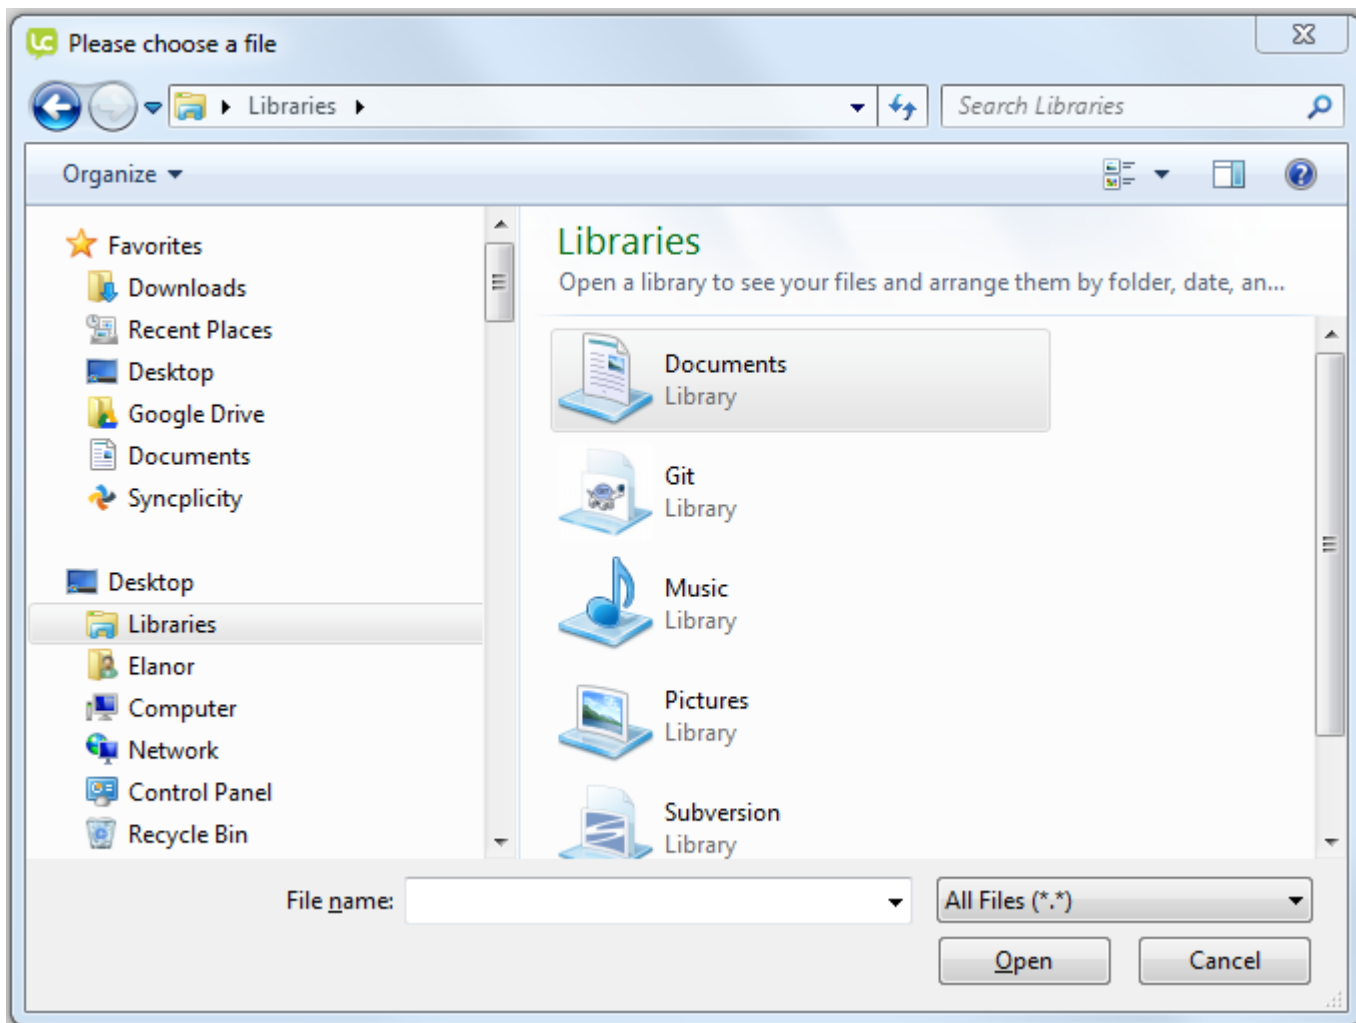 Please choose a file
Libraries
Search Libraries
Organize
Favorites
Downloads
Recent Places
Desktop
Google Drive
Documents
Syncplicity
Desktop
Libraries
Elanor
Computer
Network
Control Panel
Recycle Bin
Libraries
Open a library to see your files and arrange them by folder, date, an...
Documents
Library
Git
Library
Music
Library
Pictures
Library
Subversion
Library
File name:
All Files (*.*)
Open
Cancel